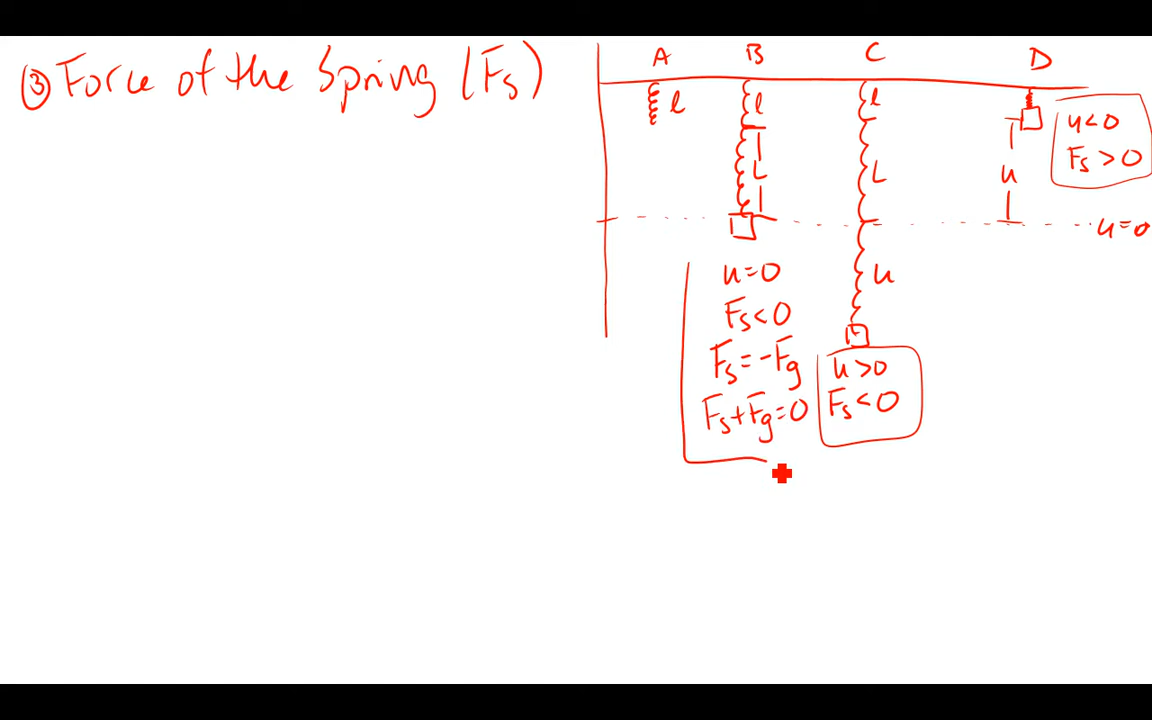 ③ Force of the Spring (Fs)
A B C D
l l l
L L u
u<0
Fs>0
u=0
u
u=0
Fs<0
Fs=-Fg
Fs+Fg=0
u>0
Fs<0